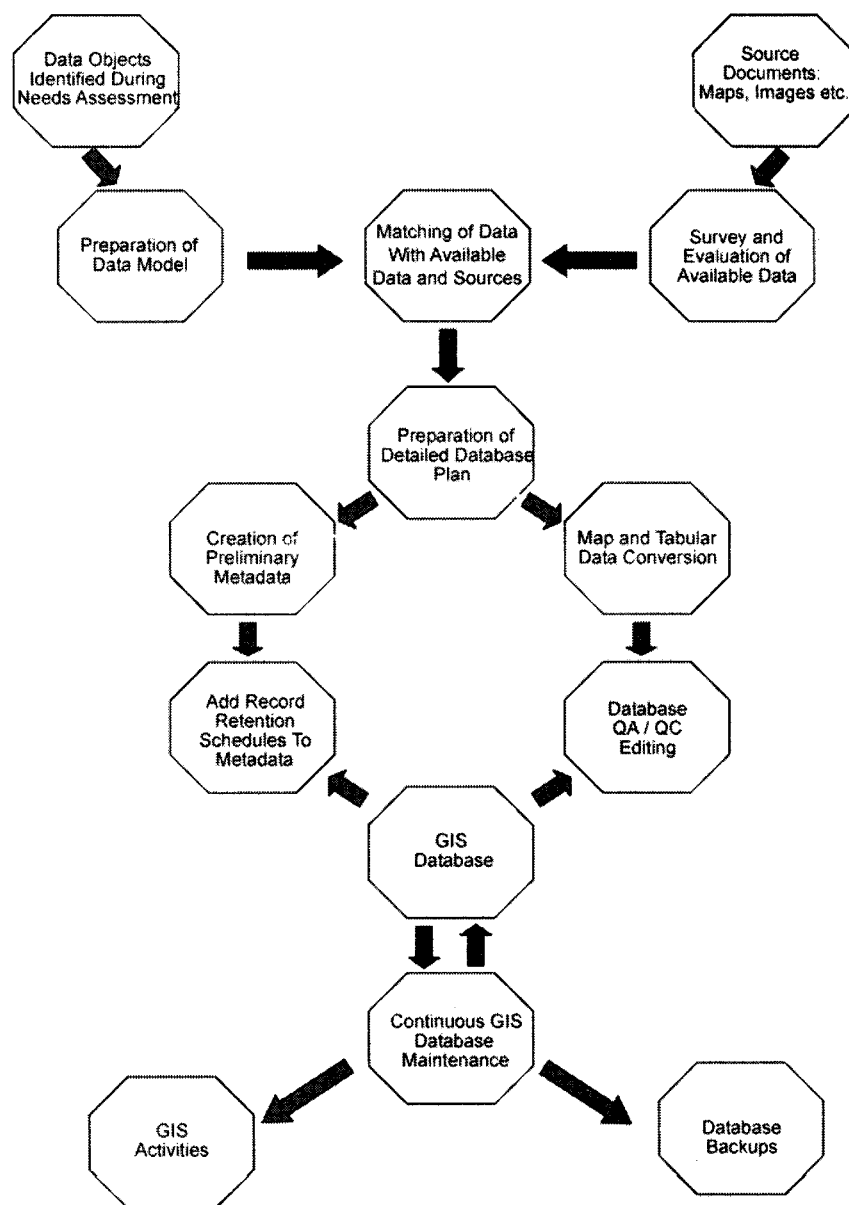 Data Objects
Identified During
Needs Assessment
Source
Documents:
Maps, Images etc.
Preparation of
Data Model
Matching of Data
With Available
Data and Sources
Survey and
Evaluation of
Available Data
Preparation of
Detailed Database
Plan
Creation of
Preliminary
Metadata
Map and Tabular
Data Conversion
Add Record
Retention
Schedules To
Metadata
Database
QA / QC
Editing
GIS
Database
Continuous GIS
Database
Maintenance
GIS
Activities
Database
Backups